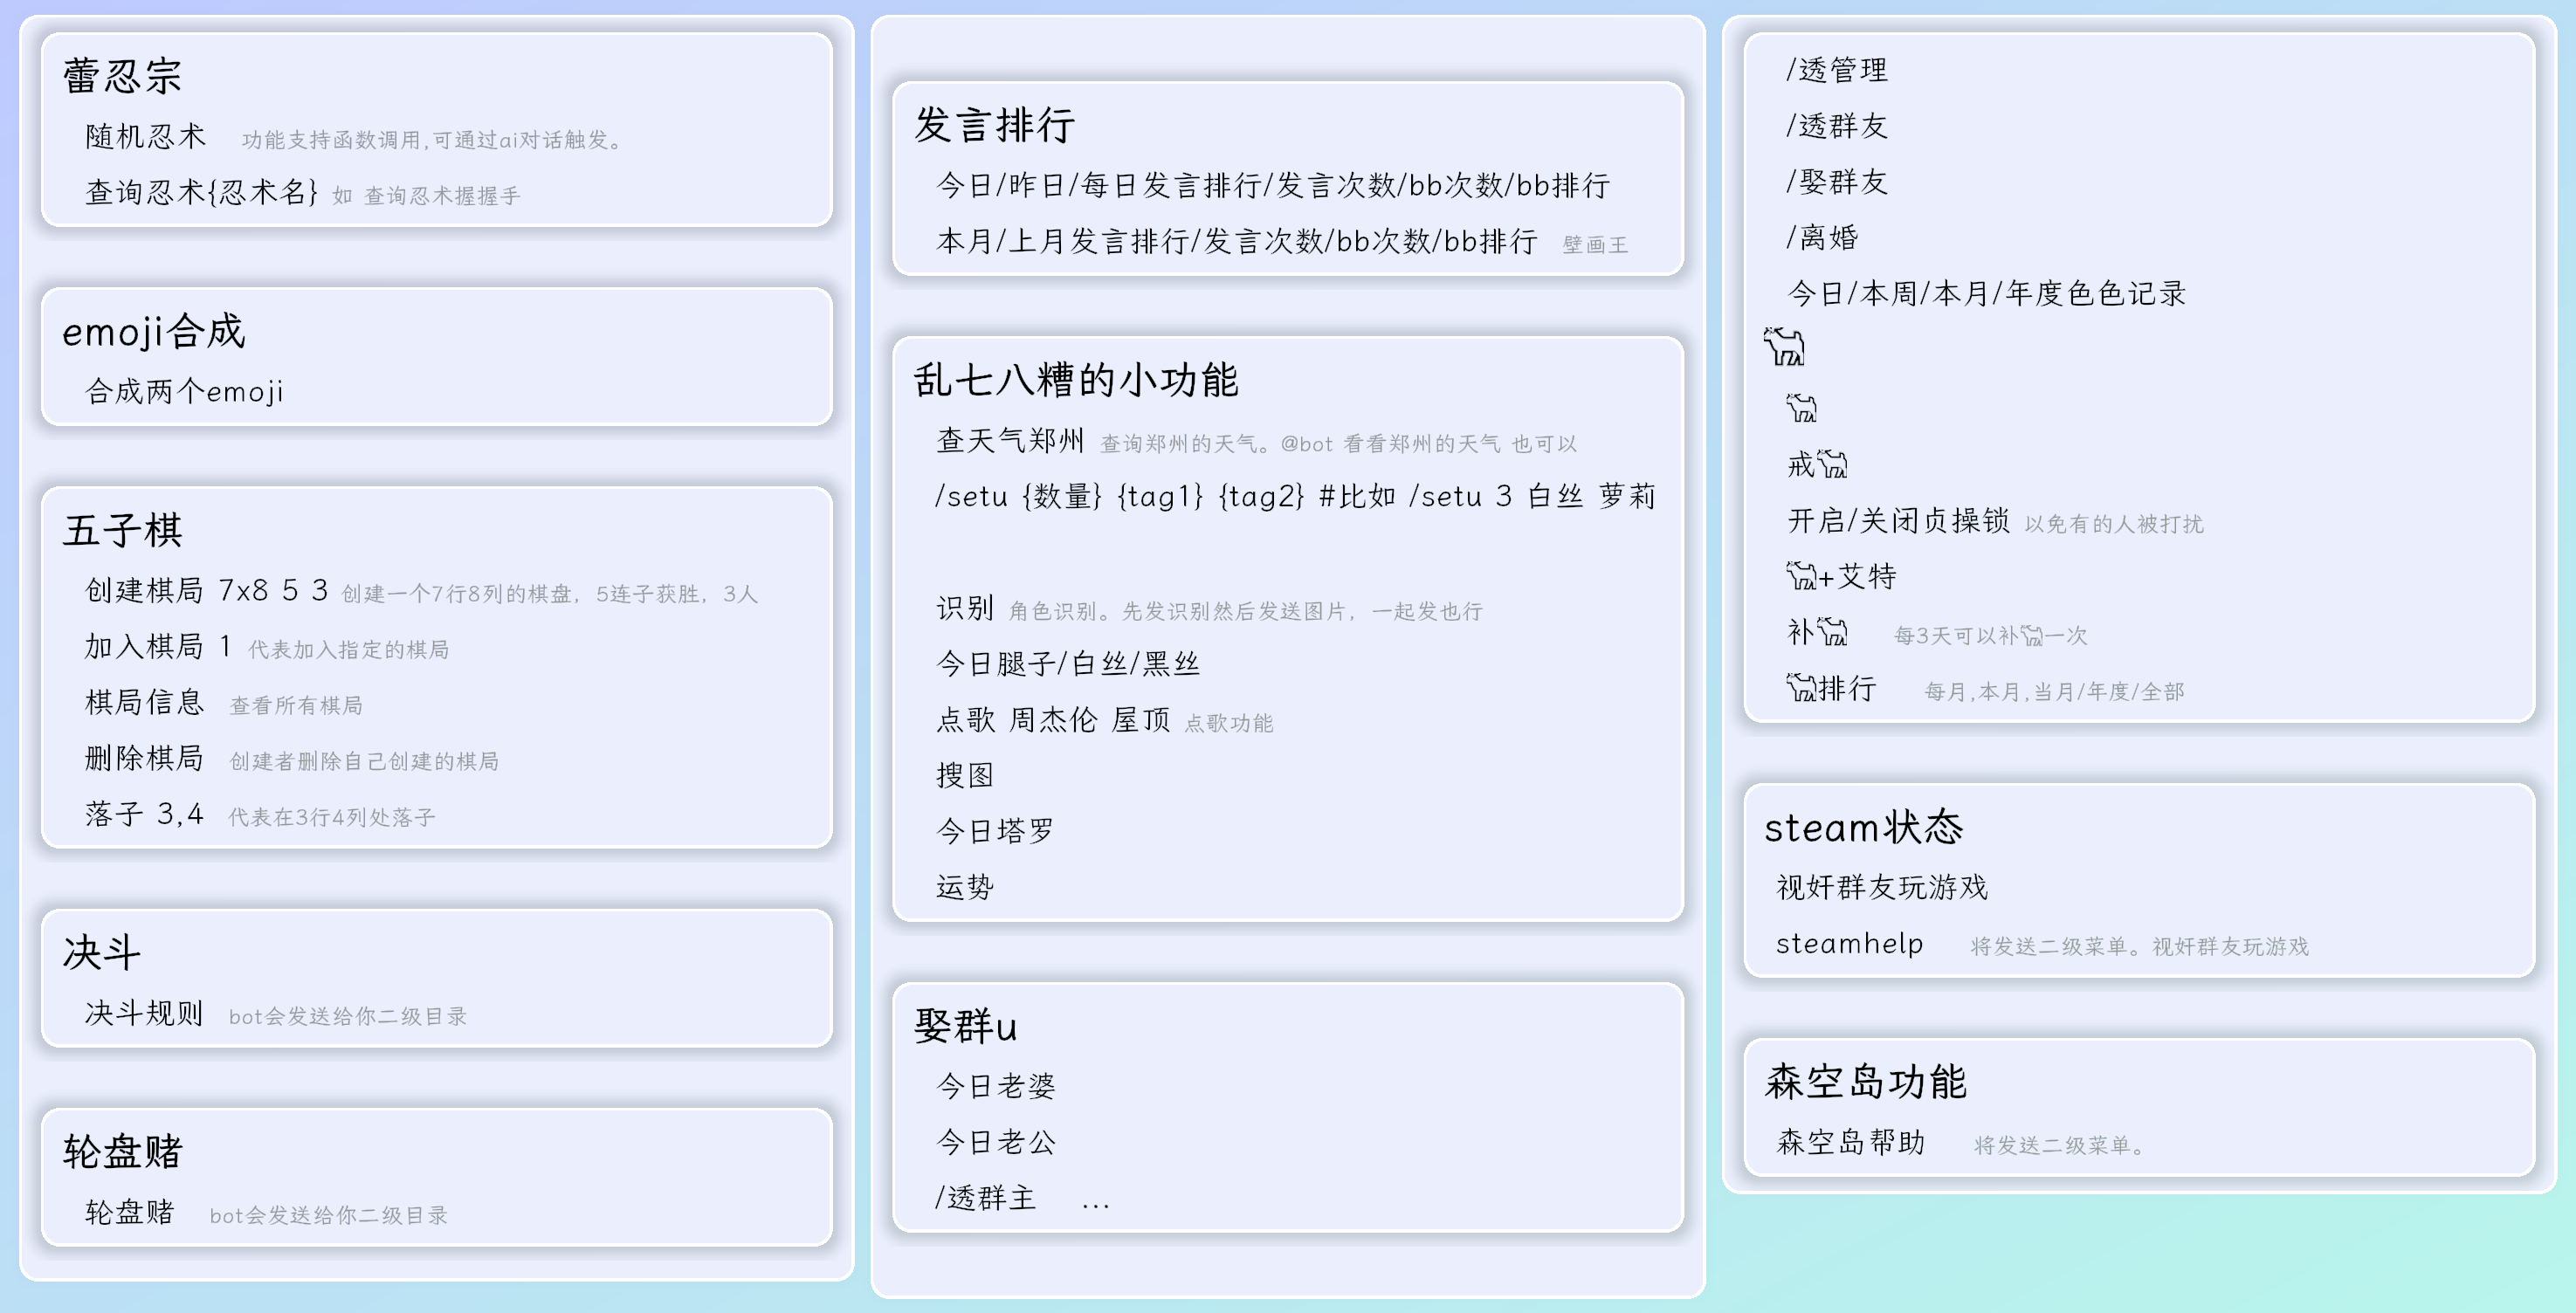 蕾忍宗
随机忍术 功能支持函数调用,可通过ai对话触发。
查询忍术{忍术名} 如 查询忍术握握手
emoji合成
合成两个emoji
五子棋
创建棋局 7x8 5 3 创建一个7行8列的棋盘，5连子获胜，3人
加入棋局 1 代表加入指定的棋局
棋局信息 查看所有棋局
删除棋局 创建者删除自己创建的棋局
落子 3,4 代表在3行4列处落子
决斗
决斗规则 bot会发送给你二级目录
轮盘赌
轮盘赌 bot会发送给你二级目录
发言排行
今日/昨日/每日发言排行/发言次数/bb次数/bb排行
本月/上月发言排行/发言次数/bb次数/bb排行 壁画王
乱七八糟的小功能
查天气郑州 查询郑州的天气。@bot 看看郑州的天气 也可以
/setu {数量} {tag1} {tag2} #比如 /setu 3 白丝 萝莉
识别 角色识别。先发识别然后发送图片，一起发也行
今日腿子/白丝/黑丝
点歌 周杰伦 屋顶 点歌功能
搜图
今日塔罗
运势
娶群u
今日老婆
今日老公
/透群主 ...
/透管理
/透群友
/娶群友
/离婚
今日/本周/本月/年度色色记录
🦌
🦌
戒🦌
开启/关闭贞操锁 以免有的人被打扰
🦌+艾特
补🦌 每3天可以补🦌一次
🦌排行 每月,本月,当月/年度/全部
steam状态
视奸群友玩游戏
steamhelp 将发送二级菜单。视奸群友玩游戏
森空岛功能
森空岛帮助 将发送二级菜单。